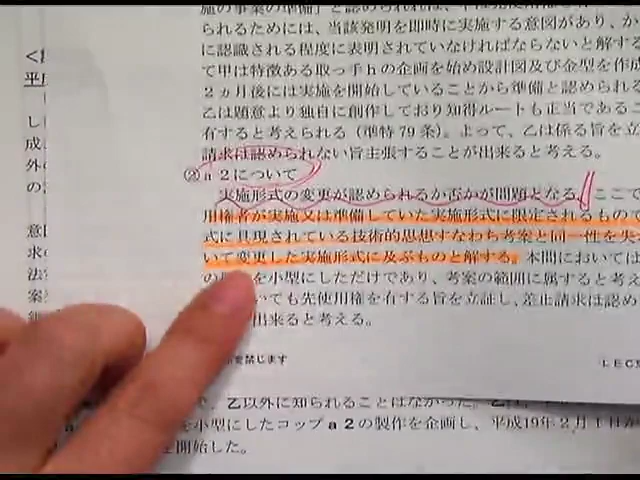 施の事業の準備」と認められ
られるためには、当該発明を即時に実施する意図があり、か
に認識される程度に表明されていなければならないと解する
て甲は特徴ある取っ手hの企画を始め設計図及び金型を作成
2ヵ月後には実施を開始していることから準備と認められ
乙は題意より独自に創作しており知得ルートも正当であるこ
有すると考えられる（準特79条）。よって、乙は係る旨を立
請求は認められない旨主張することが出来ると考える。
②a2について
実施形式の変更が認められるか否かが問題となる。ここで
用権者が実施又は準備していた実施形式に限定されるもので
式に具現されている技術的思想すなわち考案と同一性を失
いて変更した実施形式に及ぶものと解する。本間においては
を小型にしただけであり、考案の範囲に属すると考え
いても先使用権を有する旨を立証し、差止請求は認め
出来ると考える。
を禁じます
LEC
で、乙以外に知られることはなかった。乙は、
を小型にしたコップa2の製作を企画し、平成19年2月1日か
を開始した。